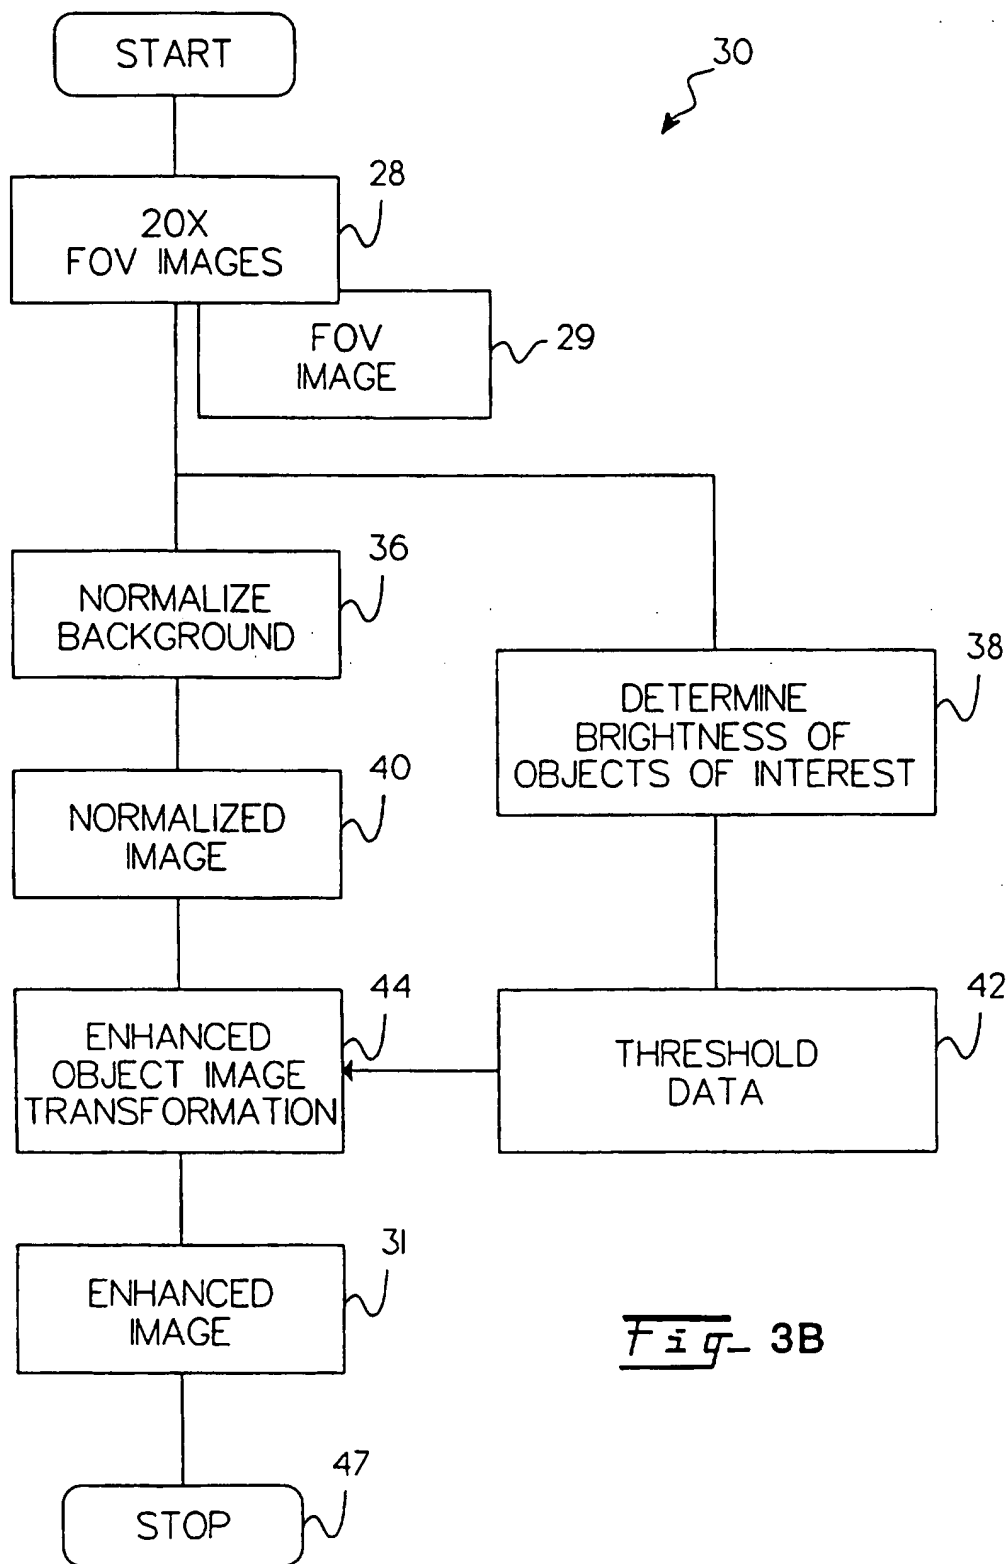 START
30
28
20X
FOV IMAGES
FOV
IMAGE
29
36
NORMALIZE
BACKGROUND
38
DETERMINE
BRIGHTNESS OF
OBJECTS OF INTEREST
40
NORMALIZED
IMAGE
44
ENHANCED
OBJECT IMAGE
TRANSFORMATION
42
THRESHOLD
DATA
31
ENHANCED
IMAGE
Fig_ 3B
47
STOP